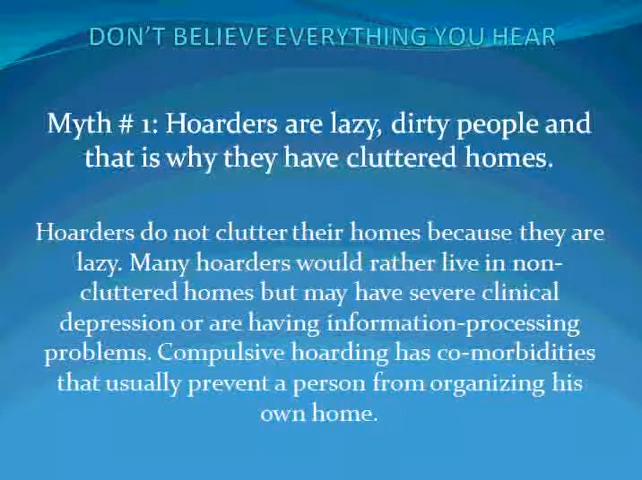 DON'T BELIEVE EVERYTHING YOU HEAR
Myth # 1: Hoarders are lazy, dirty people and
that is why they have cluttered homes.
Hoarders do not clutter their homes because they are
lazy. Many hoarders would rather live in non-
cluttered homes but may have severe clinical
depression or are having information-processing
problems. Compulsive hoarding has co-morbidities
that usually prevent a person from organizing his
own home.